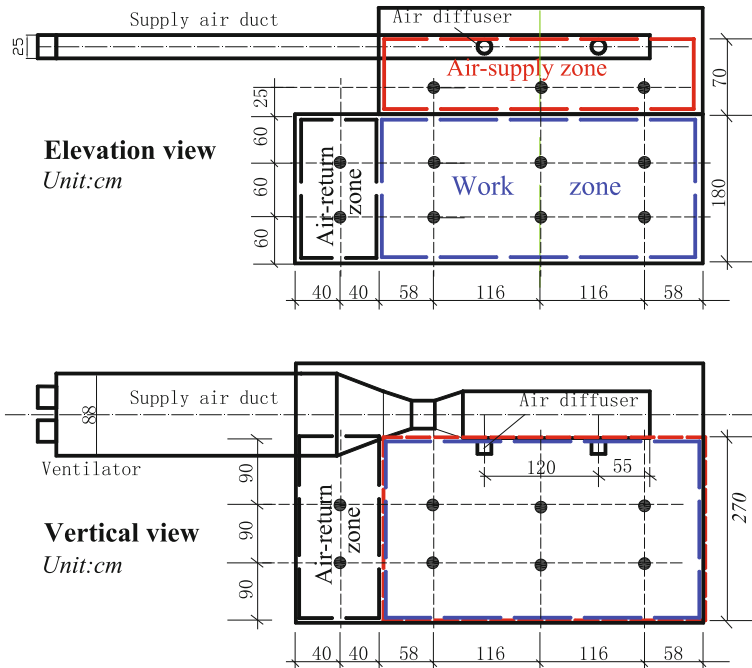 Supply air duct
Air diffuser
25
Air-supply zone
70
25
60
60
60
Elevation view
Unit:cm
Air-return
zone
Work zone
180
40 40 58 116 116 58
Supply air duct
88
Air diffuser
Ventilator
120 55
90
90
90
270
Vertical view
Unit:cm
Air-return
zone
40 40 58 116 116 58